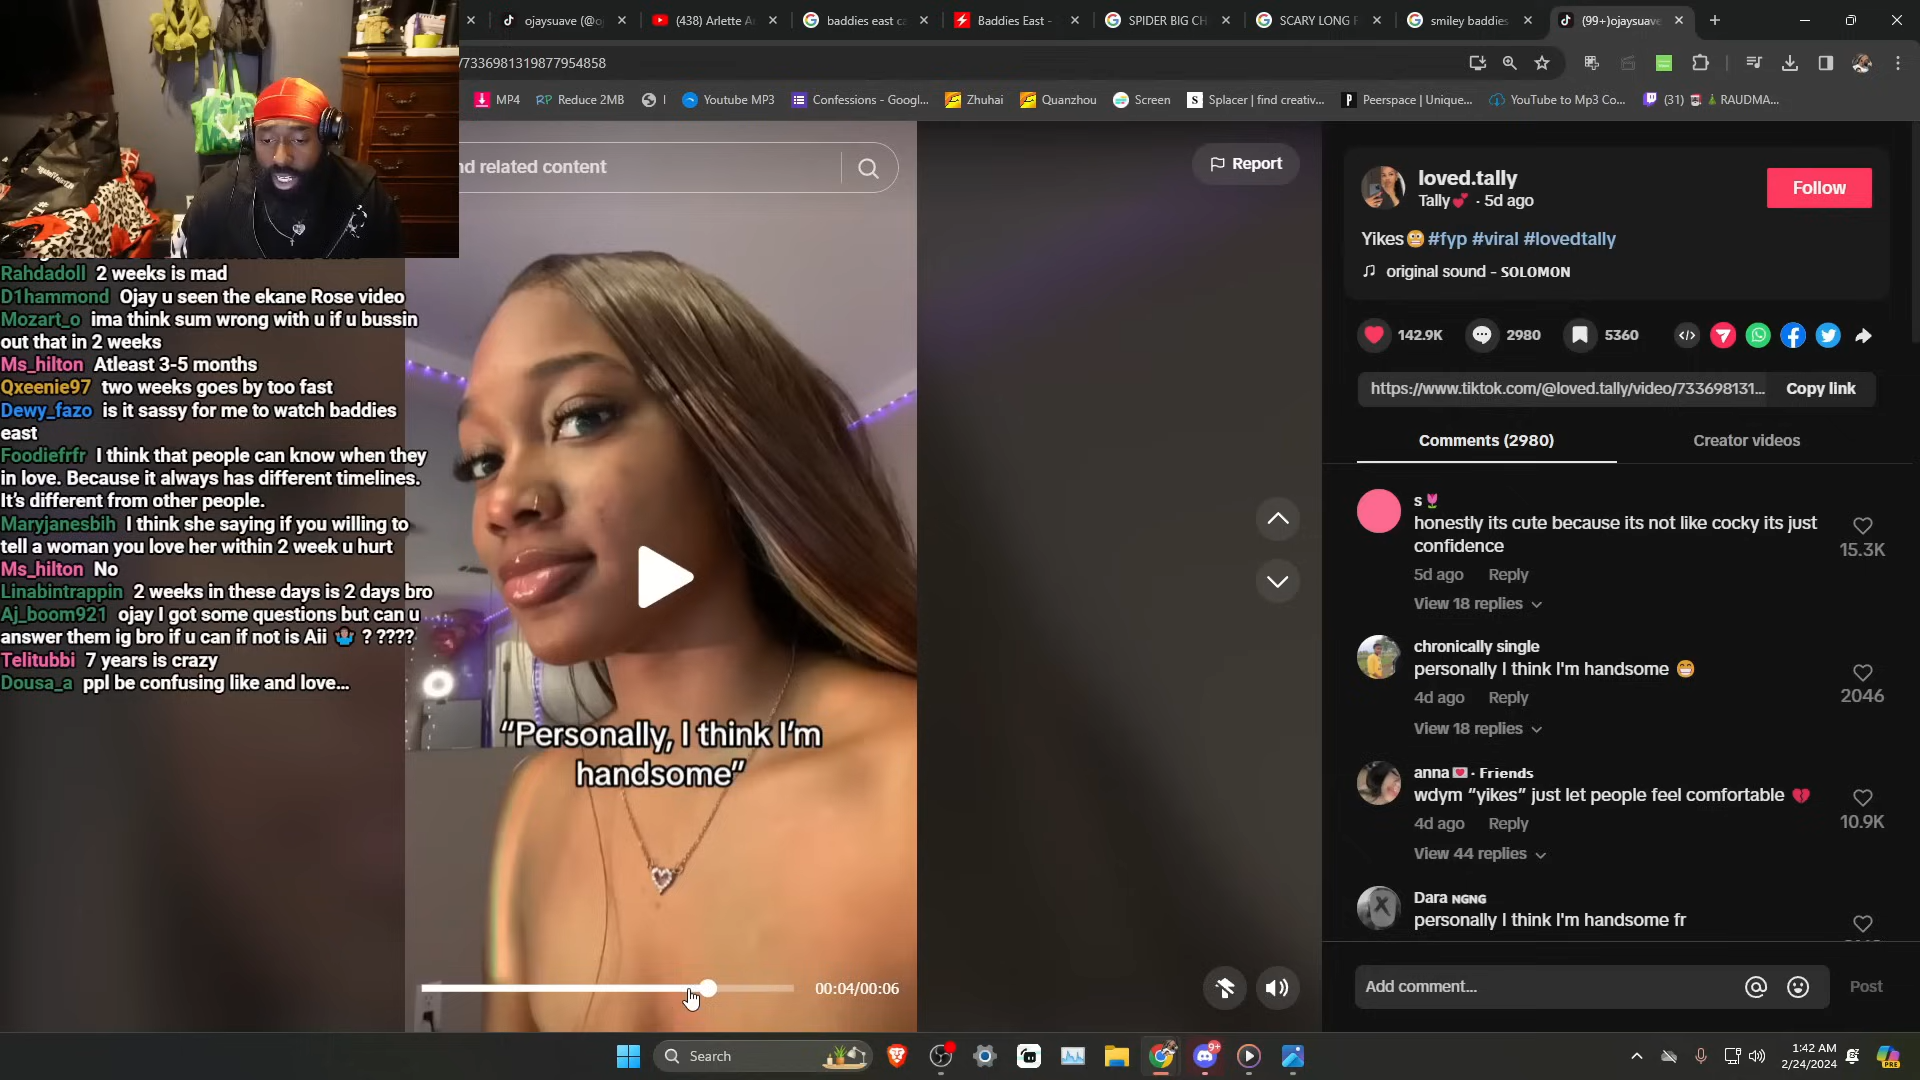 ojaysuave (@o
(438) Arlette A
baddies east ca
Baddies East -
SPIDER BIG CH
SCARY LONG F
smiley baddies
(99+)ojaysuave
/7336981319877954858
MP4
RP Reduce 2MB
I
Youtube MP3
Confessions - Googl...
Zhuhai
Quanzhou
Screen
S Splacer | find creativ...
Peerspace | Unique...
YouTube to Mp3 Co...
(31) RAUDMA...
nd related content
Report
Rahdadoll 2 weeks is mad
D1hammond Ojay u seen the ekane Rose video
Mozart_o ima think sum wrong with u if u bussin
out that in 2 weeks
Ms_hilton Atleast 3-5 months
Qxeenie97 two weeks goes by too fast
Dewy_fazo is it sassy for me to watch baddies
east
Foodiefrfr I think that people can know when they
in love. Because it always has different timelines.
It's different from other people.
Maryjanesbih I think she saying if you willing to
tell a woman you love her within 2 week u hurt
Ms_hilton No
Linabintrappin 2 weeks in these days is 2 days bro
Aj_boom921 ojay I got some questions but can u
answer them ig bro if u can if not is Aii 🤷🏽‍♂️ ? ????
Telitubbi 7 years is crazy
Dousa_a ppl be confusing like and love...
"Personally, I think I'm
handsome"
00:04/00:06
loved.tally
Tally💕 · 5d ago
Follow
Yikes😬 #fyp #viral #lovedtally
original sound - SOLOMON
142.9K
2980
5360
https://www.tiktok.com/@loved.tally/video/733698131...
Copy link
Comments (2980)
Creator videos
s🌷
honestly its cute because its not like cocky its just
confidence
15.3K
5d ago Reply
View 18 replies
chronically single
personally I think I'm handsome 😁
2046
4d ago Reply
View 18 replies
anna💌 · Friends
wdym "yikes" just let people feel comfortable 💔
10.9K
4d ago Reply
View 44 replies
Dara NGNG
personally I think I'm handsome fr
Add comment...
Post
Search
9+
1:42 AM
2/24/2024
PRE